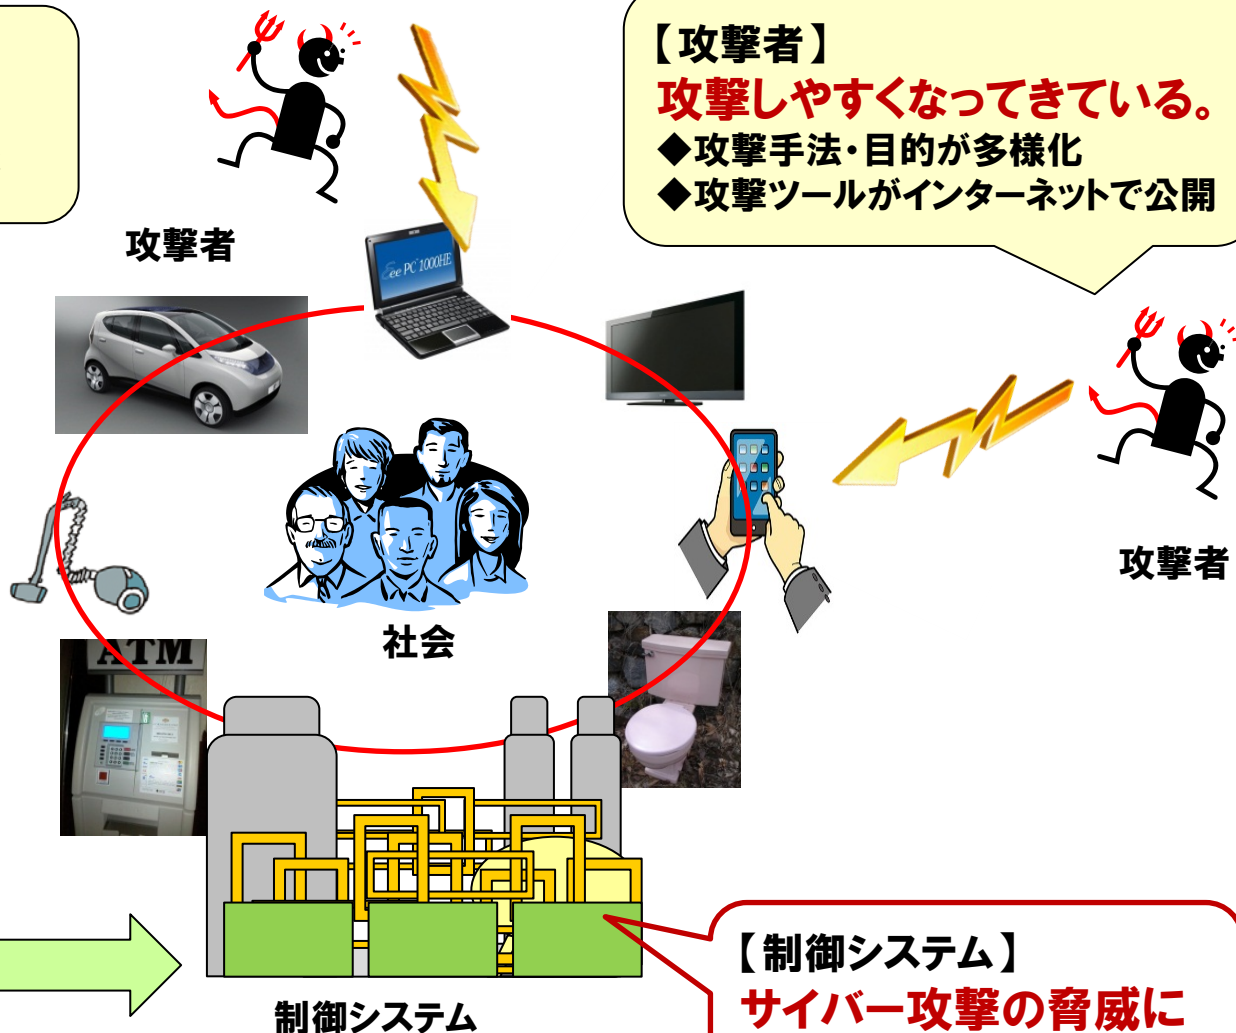 【攻撃者】
攻撃しやすくなってきている。
◆攻撃手法・目的が多様化
◆攻撃ツールがインターネットで公開
攻撃者
Eee PC 1000HE
攻撃者
社会
ATM
制御システム
【制御システム】
サイバー攻撃の脅威に